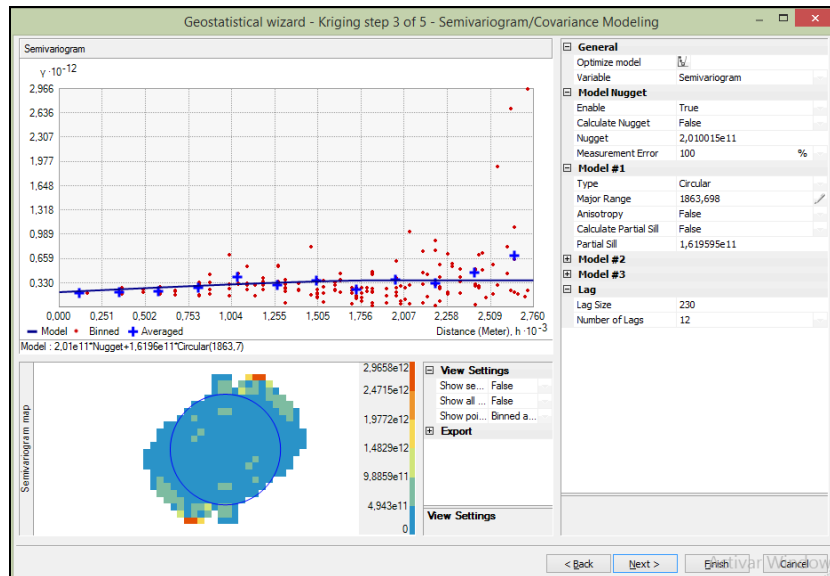 Geostatistical wizard - Kriging step 3 of 5 - Semivariogram/Covariance Modeling
Semivariogram
γ ·10⁻¹²
2,966
2,636
2,307
1,977
1,648
1,318
0,989
0,659
0,330
0,000 0,251 0,502 0,753 1,004 1,255 1,506 1,756 2,007 2,258 2,509 2,760
Model Binned Averaged Distance (Meter), h ·10⁻³
Model : 2,01e11*Nugget+1,6196e11*Circular(1863,7)
Semivariogram map
2,9658e12
2,4715e12
1,9772e12
1,4829e12
9,8859e11
4,943e11
0
View Settings
Show se... False
Show all ... False
Show poi... Binned a...
Export
View Settings
General
Optimize model
Variable Semivariogram
Model Nugget
Enable True
Calculate Nugget False
Nugget 2,010015e11
Measurement Error 100 %
Model #1
Type Circular
Major Range 1863,698
Anisotropy False
Calculate Partial Sill False
Partial Sill 1,619595e11
Model #2
Model #3
Lag
Lag Size 230
Number of Lags 12
< Back Next > Finish Cancel
Activar Window